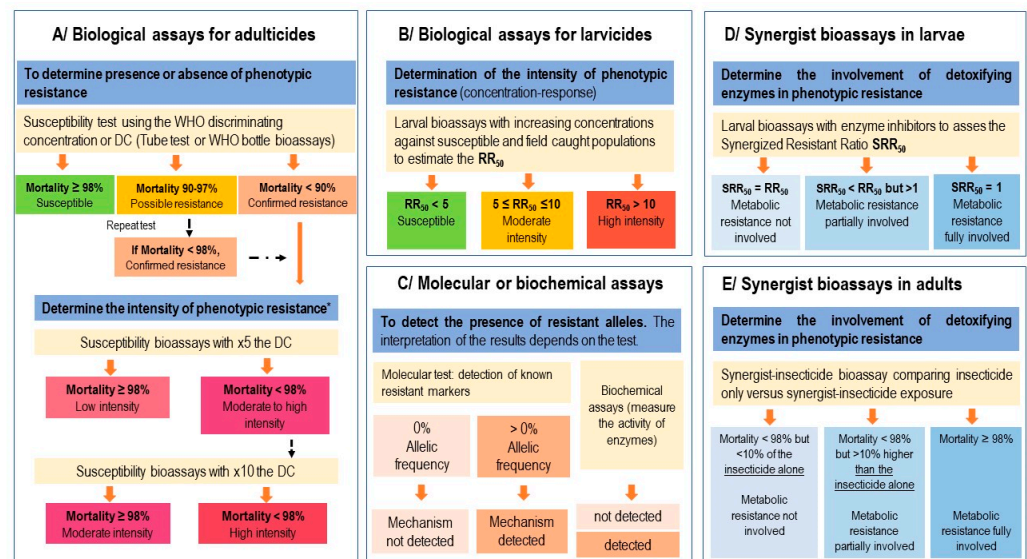 A/ Biological assays for adulticides
To determine presence or absence of phenotypic
resistance
Susceptibility test using the WHO discriminating
concentration or DC (Tube test or WHO bottle bioassays)
Mortality ≥ 98%
Susceptible
Mortality 90-97%
Possible resistance
Mortality < 90%
Confirmed resistance
Repeat test
If Mortality < 98%,
Confirmed resistance
Determine the intensity of phenotypic resistance*
Susceptibility bioassays with x5 the DC
Mortality ≥ 98%
Low intensity
Mortality < 98%
Moderate to high
intensity
Susceptibility bioassays with x10 the DC
Mortality ≥ 98%
Moderate intensity
Mortality < 98%
High intensity
B/ Biological assays for larvicides
Determination of the intensity of phenotypic
resistance (concentration-response)
Larval bioassays with increasing concentrations
against susceptible and field caught populations
to estimate the RR50
RR50 < 5
Susceptible
5 ≤ RR50 ≤10
Moderate
intensity
RR50 > 10
High intensity
C/ Molecular or biochemical assays
To detect the presence of resistant alleles. The
interpretation of the results depends on the test.
Molecular test: detection of known
resistant markers
0%
Allelic
frequency
> 0%
Allelic
frequency
Mechanism
not detected
Mechanism
detected
Biochemical
assays (measure
the activity of
enzymes)
not detected
detected
D/ Synergist bioassays in larvae
Determine the involvement of detoxifying
enzymes in phenotypic resistance
Larval bioassays with enzyme inhibitors to asses the
Synergized Resistant Ratio SRR50
SRR50 = RR50
Metabolic
resistance not
involved
SRR50 < RR50 but >1
Metabolic resistance
partially involved
SRR50 = 1
Metabolic
resistance
fully involved
E/ Synergist bioassays in adults
Determine the involvement of detoxifying
enzymes in phenotypic resistance
Synergist-insecticide bioassay comparing insecticide
only versus synergist-insecticide exposure
Mortality < 98% but
<10% of the
insecticide alone
Metabolic
resistance not
involved
Mortality < 98%
but >10% higher
than the
insecticide alone
Metabolic
resistance
partially involved
Mortality ≥ 98%
Metabolic
resistance fully
involved